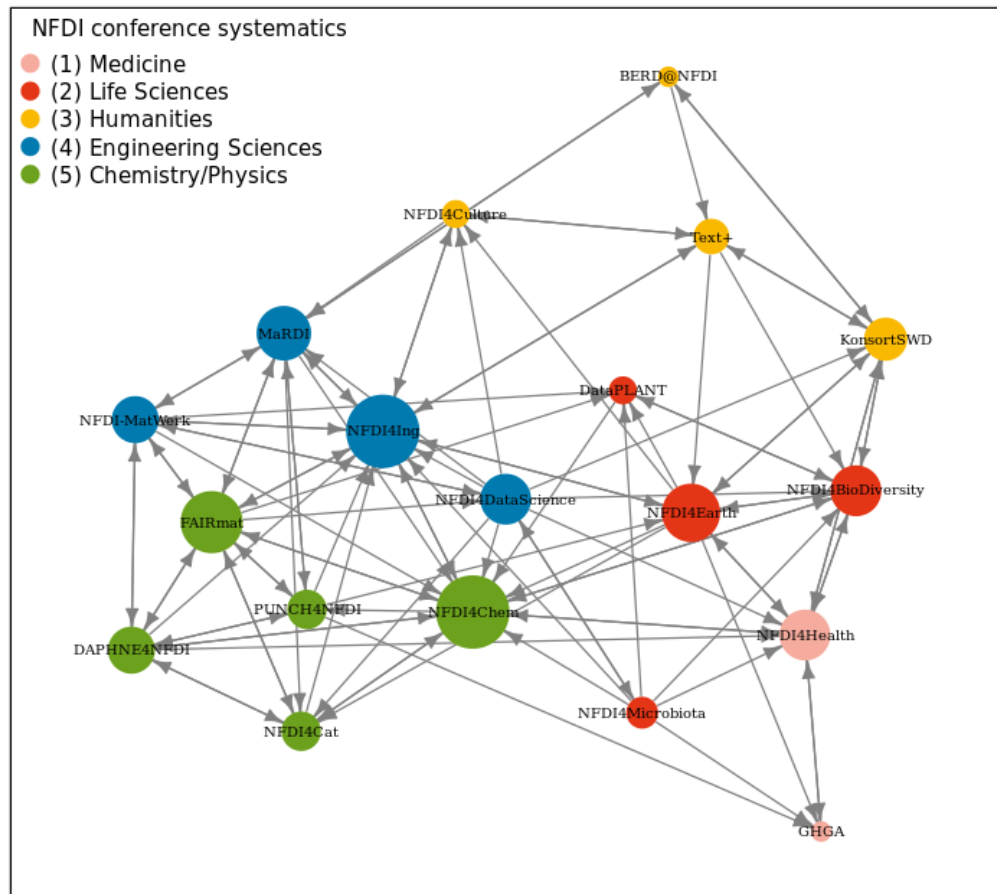 NFDI conference systematics
(1) Medicine
(2) Life Sciences
(3) Humanities
(4) Engineering Sciences
(5) Chemistry/Physics
BERD@NFDI
NFDI4Culture
Text+
MaRDI
KonsortSWD
DataPLANT
NFDI-MatWerk
NFDI4Ing
NFDI4DataScience
NFDI4BioDiversity
NFDI4Earth
FAIRmat
PUNCH4NFDI
NFDI4Chem
NFDI4Health
DAPHNE4NFDI
NFDI4Microbiota
NFDI4Cat
GHGA